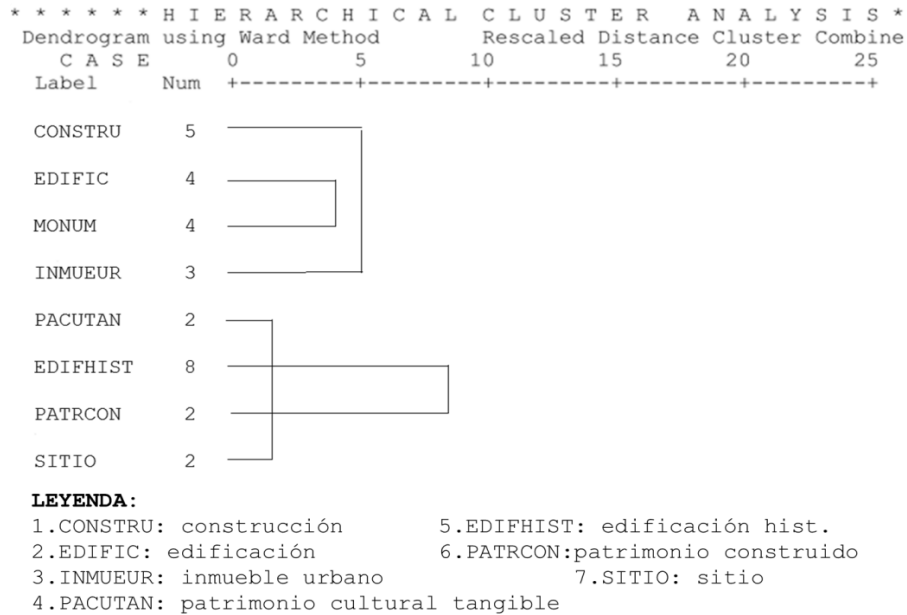 * * * * * * H I E R A R C H I C A L   C L U S T E R   A N A L Y S I S *
Dendrogram using Ward Method   Rescaled Distance Cluster Combine
C A S E   0   5   10   15   20   25
Label   Num   +---------+---------+---------+---------+---------+
CONSTRU   5
EDIFIC   4
MONUM   4
INMUEUR   3
PACUTAN   2
EDIFHIST   8
PATRCON   2
SITIO   2
LEYENDA:
1.CONSTRU: construcción   5.EDIFHIST: edificación hist.
2.EDIFIC: edificación   6.PATRCON:patrimonio construido
3.INMUEUR: inmueble urbano   7.SITIO: sitio
4.PACUTAN: patrimonio cultural tangible